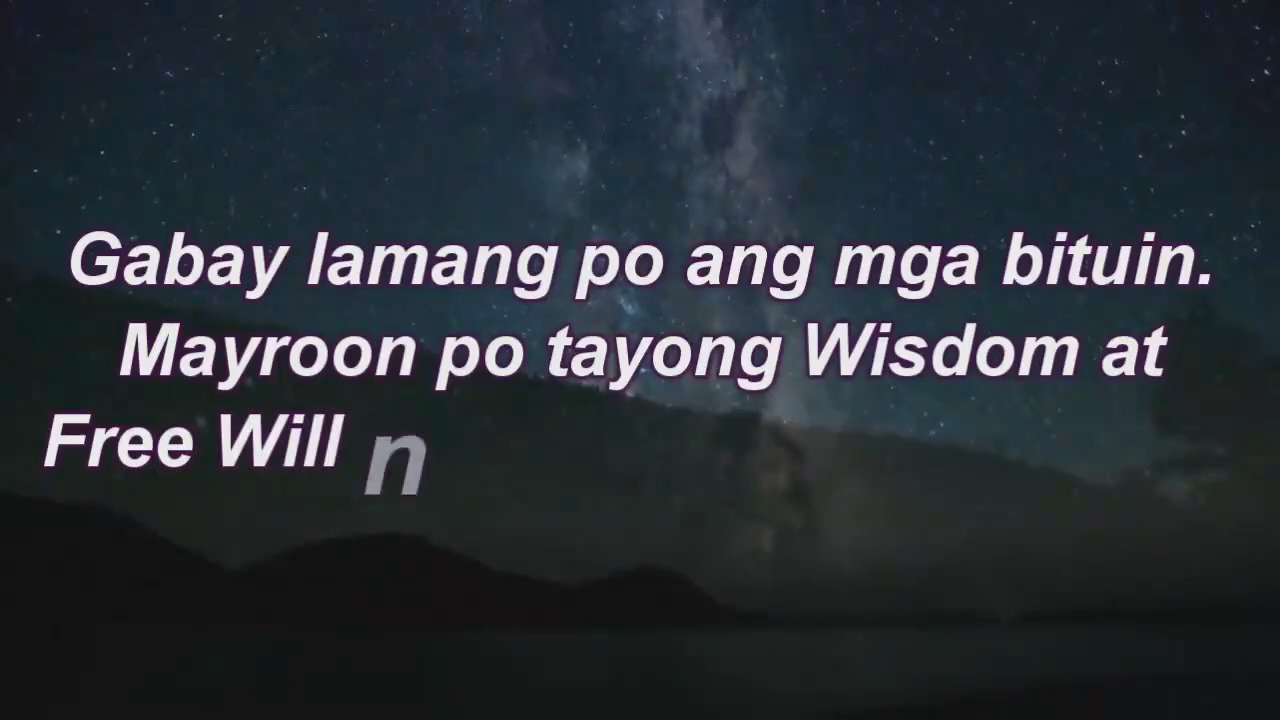 Gabay lamang po ang mga bituin.
Mayroon po tayong Wisdom at
Free Will n